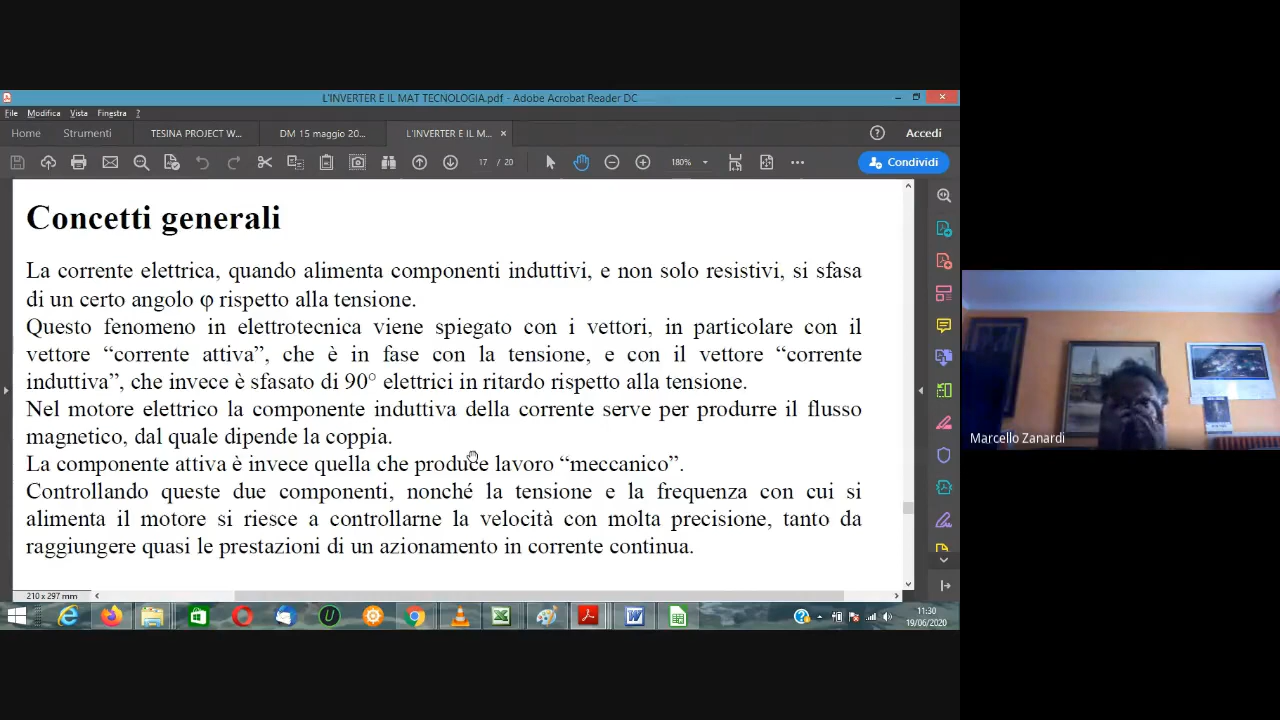 L'INVERTER E IL MAT TECNOLOGIA.pdf - Adobe Acrobat Reader DC
File Modifica Vista Finestra ?
Home Strumenti TESINA PROJECT W... DM 15 maggio 20... L'INVERTER E IL M... × Accedi
17 / 20 180% Condividi
Concetti generali
La corrente elettrica, quando alimenta componenti induttivi, e non solo resistivi, si sfasa
di un certo angolo φ rispetto alla tensione.
Questo fenomeno in elettrotecnica viene spiegato con i vettori, in particolare con il
vettore “corrente attiva”, che è in fase con la tensione, e con il vettore “corrente
induttiva”, che invece è sfasato di 90° elettrici in ritardo rispetto alla tensione.
Nel motore elettrico la componente induttiva della corrente serve per produrre il flusso
magnetico, dal quale dipende la coppia.
La componente attiva è invece quella che produce lavoro “meccanico”.
Controllando queste due componenti, nonché la tensione e la frequenza con cui si
alimenta il motore si riesce a controllarne la velocità con molta precisione, tanto da
raggiungere quasi le prestazioni di un azionamento in corrente continua.
210 x 297 mm
11:30
19/06/2020
Marcello Zanardi